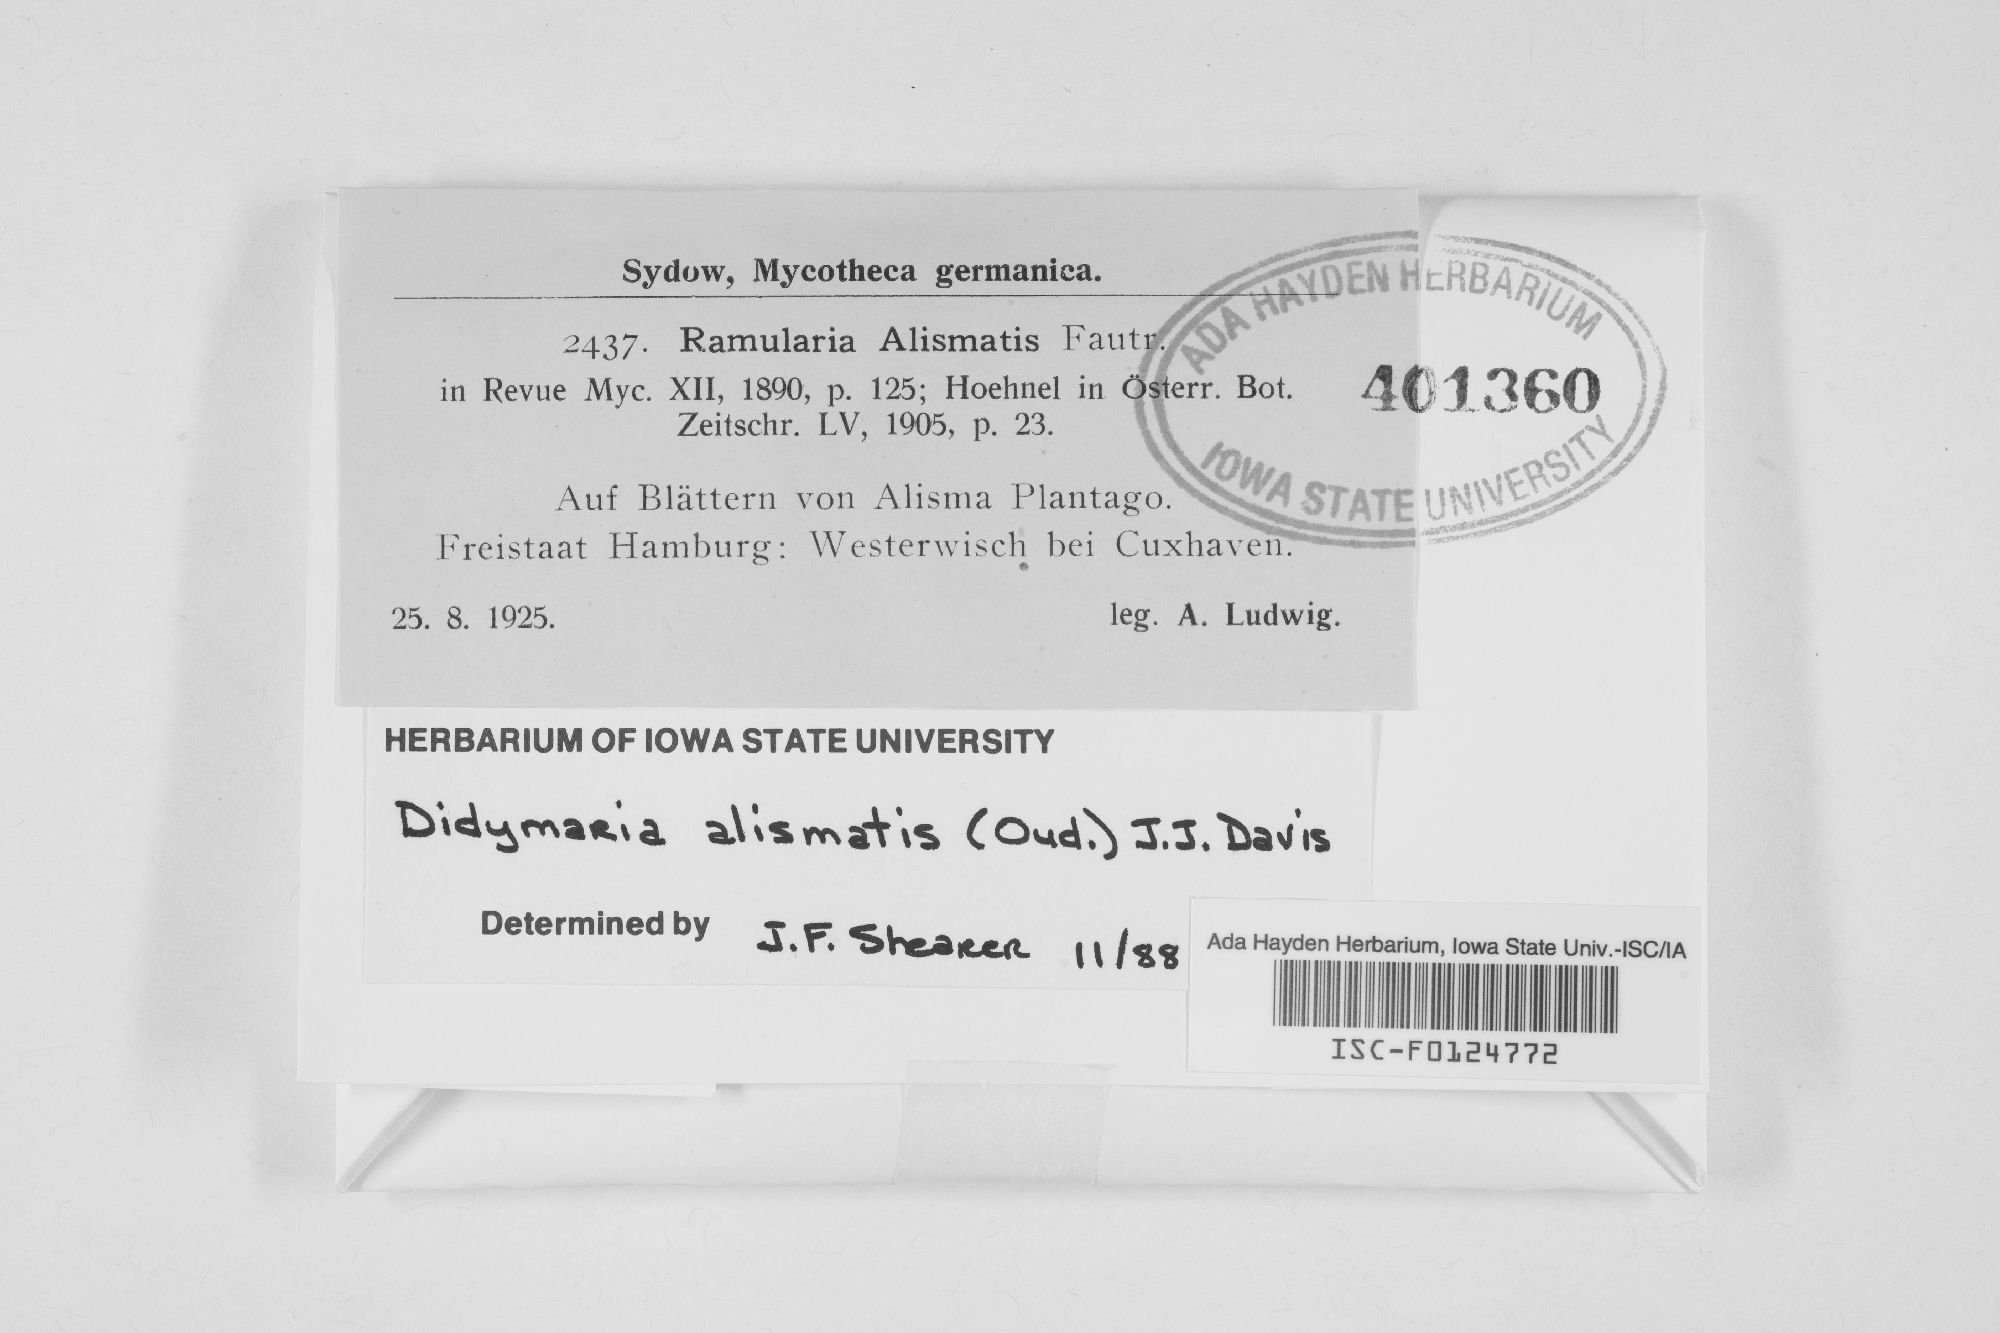 Sydow, Mycotheca germanica.
2437. Ramularia Alismatis Fautr.
in Revue Myc. XII, 1890, p. 125; Hoehnel in Österr. Bot.
Zeitschr. LV, 1905, p. 23.
Auf Blättern von Alisma Plantago.
Freistaat Hamburg: Westerwisch bei Cuxhaven.
25. 8. 1925. leg. A. Ludwig.
ADA HAYDEN HERBARIUM
401360
IOWA STATE UNIVERSITY
HERBARIUM OF IOWA STATE UNIVERSITY
Didymaria alismatis (Oud.) J.J. Davis
Determined by J.F. Shearer 11/88
Ada Hayden Herbarium, Iowa State Univ.-ISC/IA
ISC-F0124772